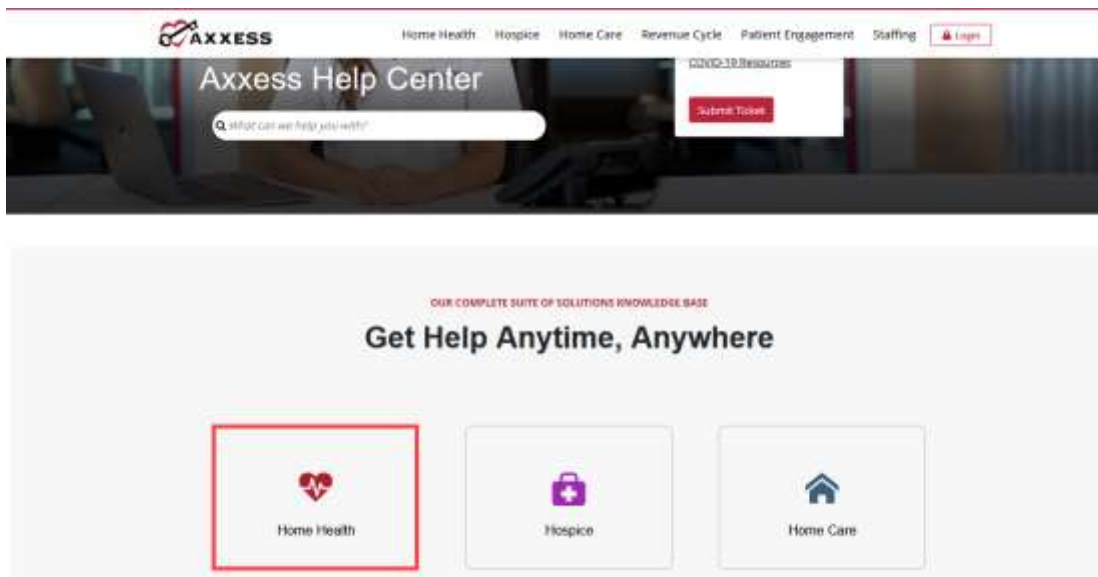 AXXESS
Home Health Hospice Home Care Revenue Cycle Patient Engagement Staffing Login
Axxess Help Center
COVID-19 Resources
What can we help you with?
Submit Ticket
OUR COMPLETE SUITE OF SOLUTIONS KNOWLEDGE BASE
Get Help Anytime, Anywhere
Home Health Hospice Home Care